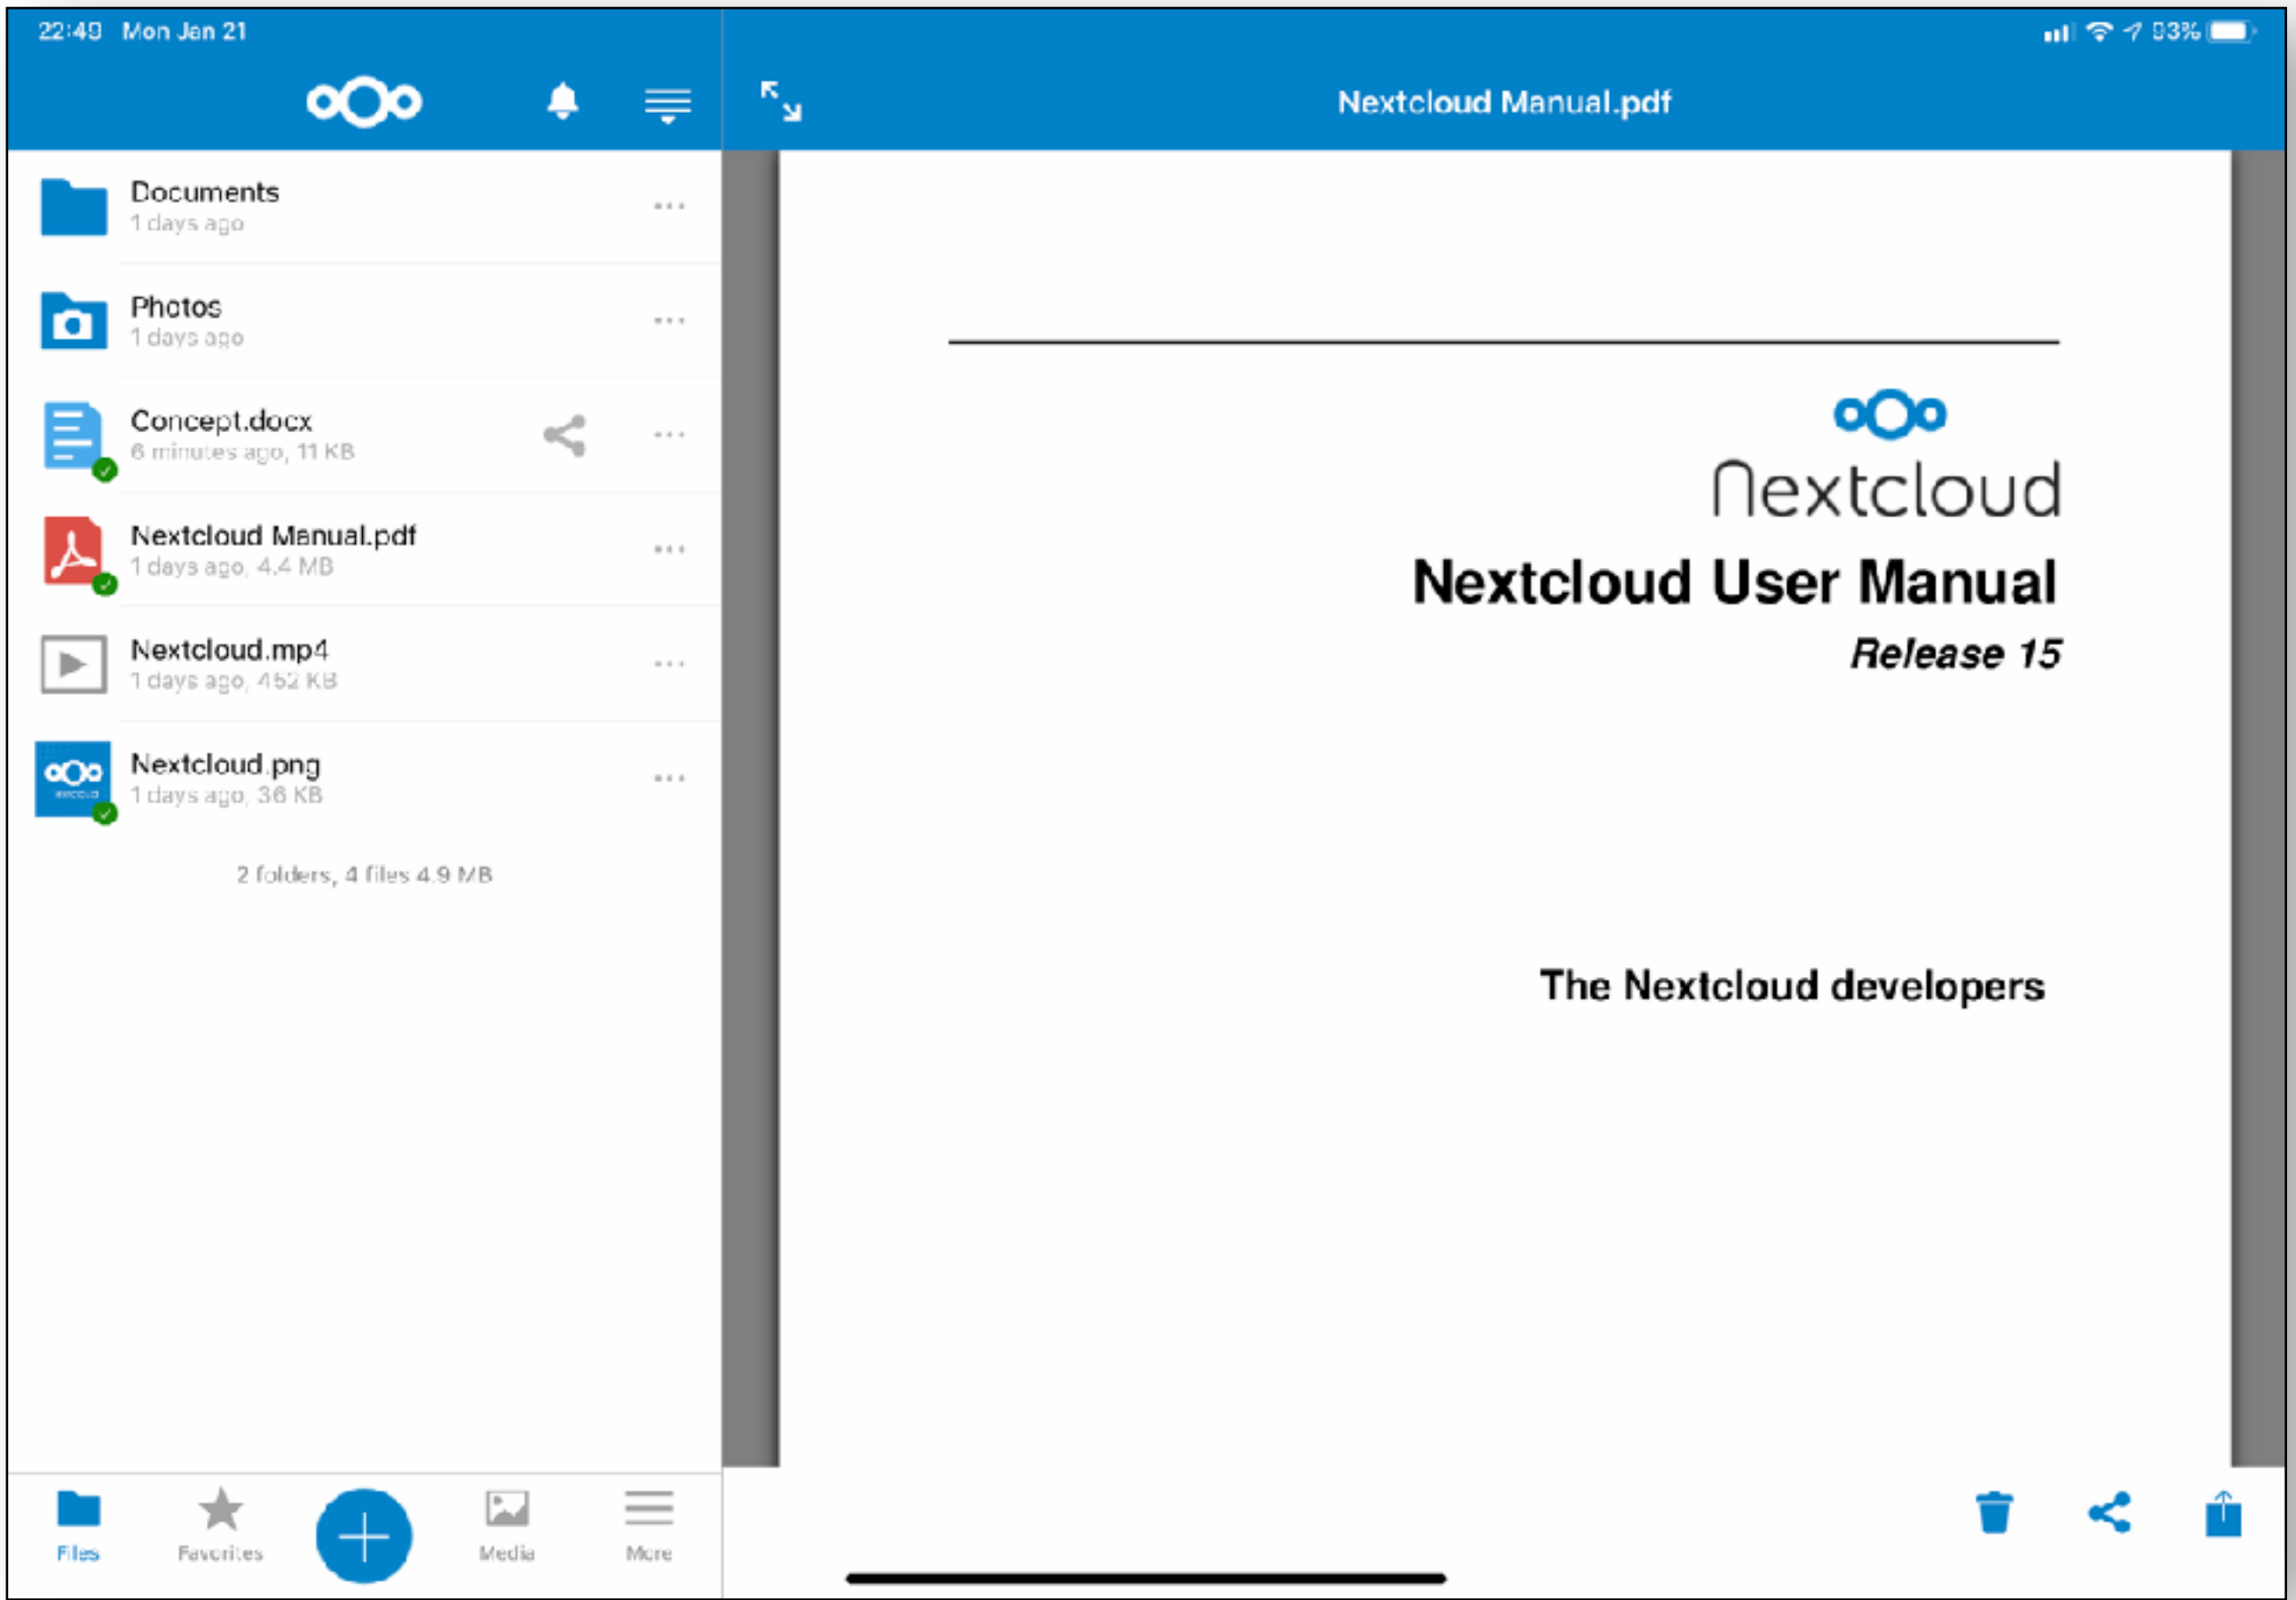 22:49 Mon Jan 21
93%
Nextcloud Manual.pdf
Documents
1 days ago
Photos
1 days ago
Concept.docx
6 minutes ago, 11 KB
Nextcloud Manual.pdf
1 days ago, 4.4 MB
Nextcloud.mp4
1 days ago, 452 KB
Nextcloud.png
1 days ago, 36 KB
2 folders, 4 files 4.9 MB
Files
Favorites
Media
More
Nextcloud
Nextcloud User Manual
Release 15
The Nextcloud developers